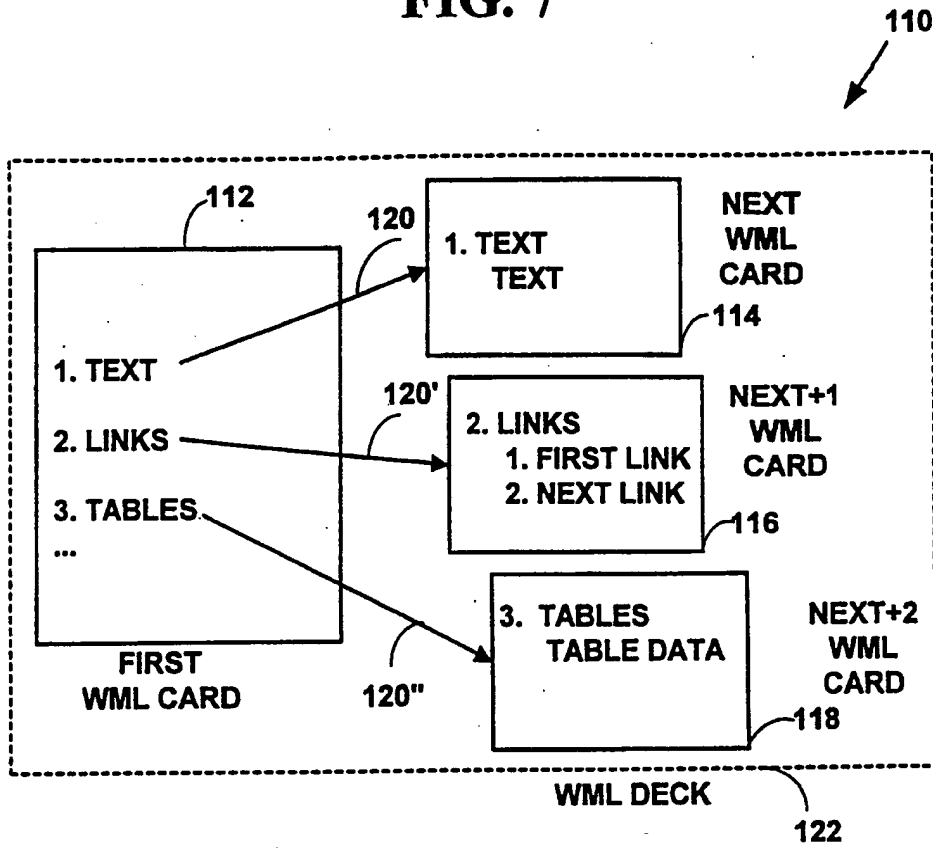 FIG. 7
110
112
120
1. TEXT
TEXT
NEXT
WML
CARD
114
1. TEXT
2. LINKS
3. TABLES
...
120'
2. LINKS
1. FIRST LINK
2. NEXT LINK
NEXT+1
WML
CARD
116
3. TABLES
TABLE DATA
NEXT+2
WML
CARD
118
FIRST
WML CARD
120"
WML DECK
122